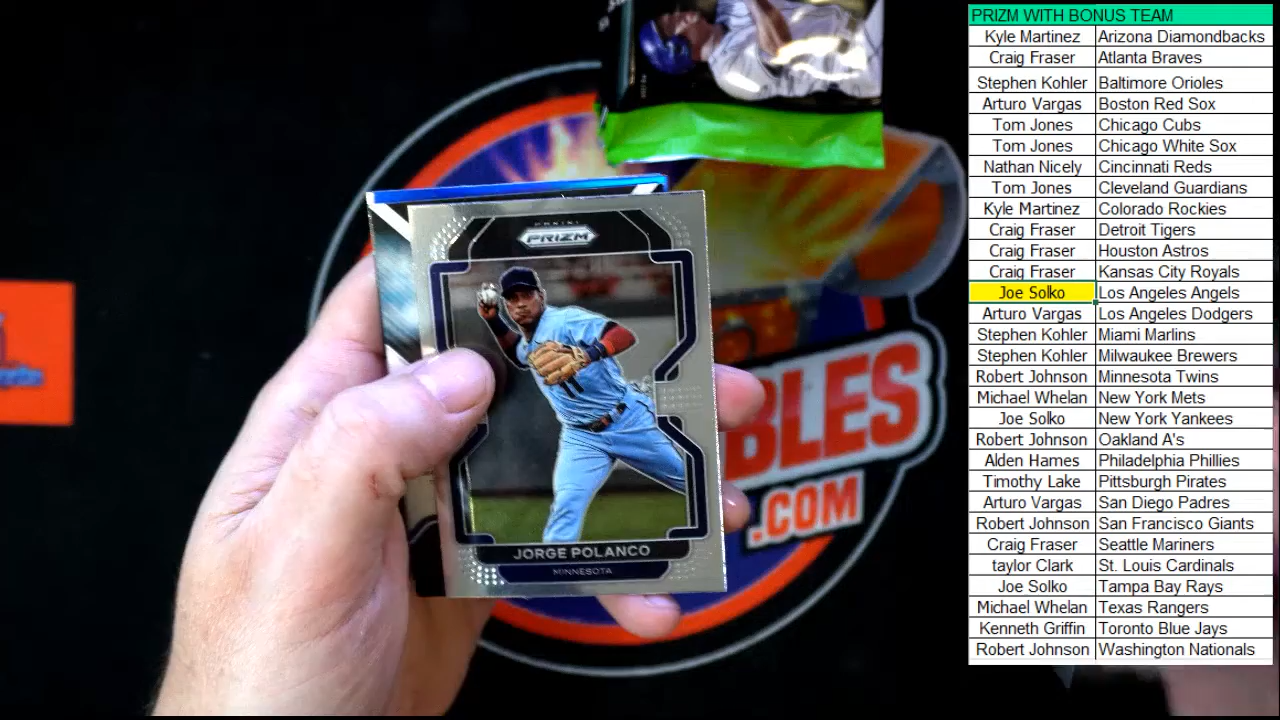 PRIZM WITH BONUS TEAM
Kyle Martinez Arizona Diamondbacks
Craig Fraser Atlanta Braves
Stephen Kohler Baltimore Orioles
Arturo Vargas Boston Red Sox
Tom Jones Chicago Cubs
Tom Jones Chicago White Sox
Nathan Nicely Cincinnati Reds
Tom Jones Cleveland Guardians
Kyle Martinez Colorado Rockies
Craig Fraser Detroit Tigers
Craig Fraser Houston Astros
Craig Fraser Kansas City Royals
Joe Solko Los Angeles Angels
Arturo Vargas Los Angeles Dodgers
Stephen Kohler Miami Marlins
Stephen Kohler Milwaukee Brewers
Robert Johnson Minnesota Twins
Michael Whelan New York Mets
Joe Solko New York Yankees
Robert Johnson Oakland A's
Alden Hames Philadelphia Phillies
Timothy Lake Pittsburgh Pirates
Arturo Vargas San Diego Padres
Robert Johnson San Francisco Giants
Craig Fraser Seattle Mariners
taylor Clark St. Louis Cardinals
Joe Solko Tampa Bay Rays
Michael Whelan Texas Rangers
Kenneth Griffin Toronto Blue Jays
Robert Johnson Washington Nationals
PANINI
PRIZM
11
JORGE POLANCO
MINNESOTA
BLES
.COM